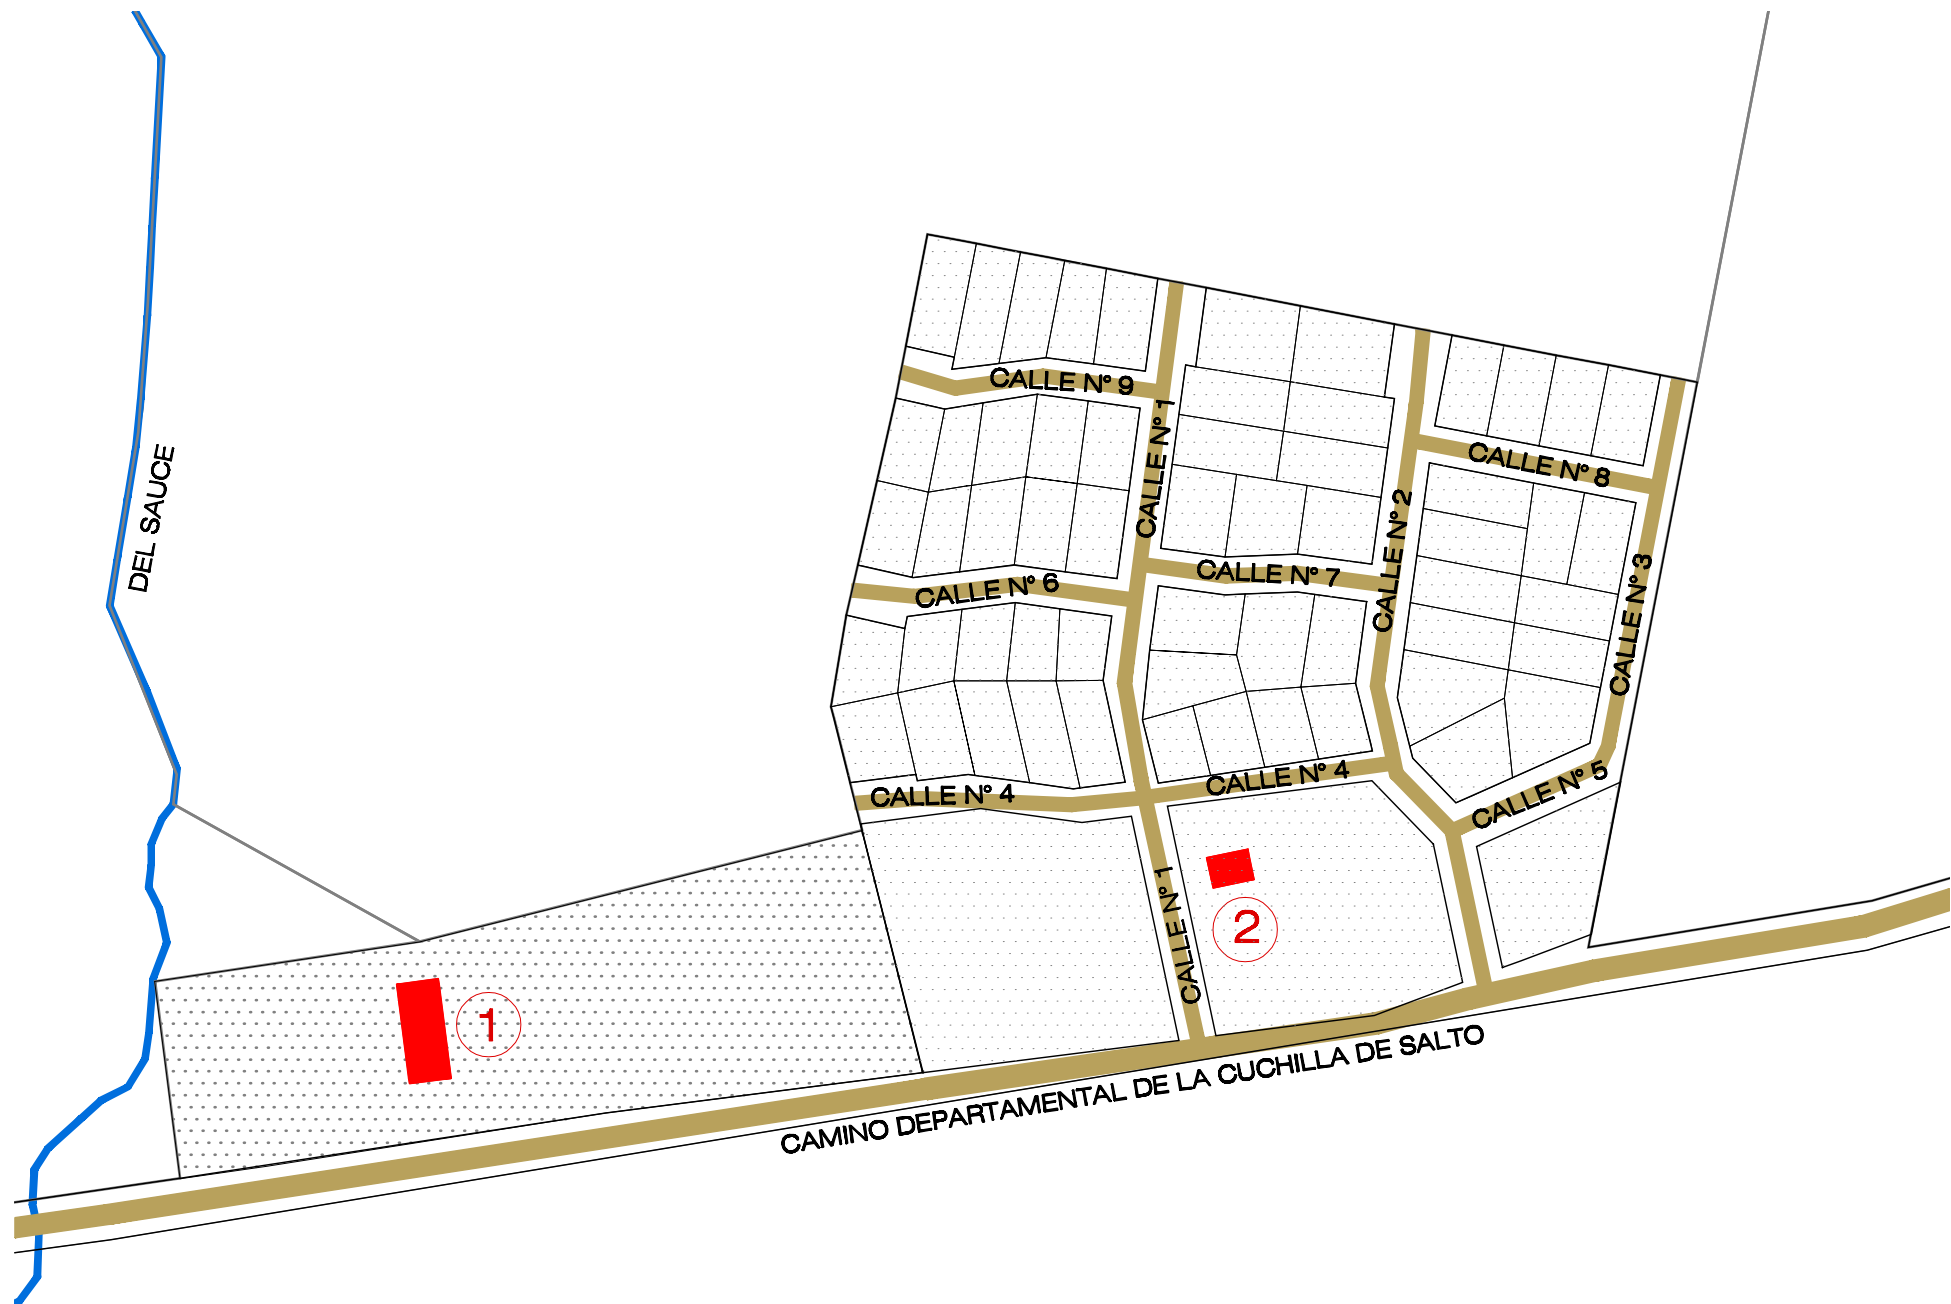 CALLE N° 9
CALLE N° 1
CALLE N° 8
DEL SAUCE
CALLE N° 2
CALLE N° 6
CALLE N° 7
CALLE N° 3
CALLE N° 4
CALLE N° 4
CALLE N° 5
CALLE N° 1
2
1
CAMINO DEPARTAMENTAL DE LA CUCHILLA DE SALTO